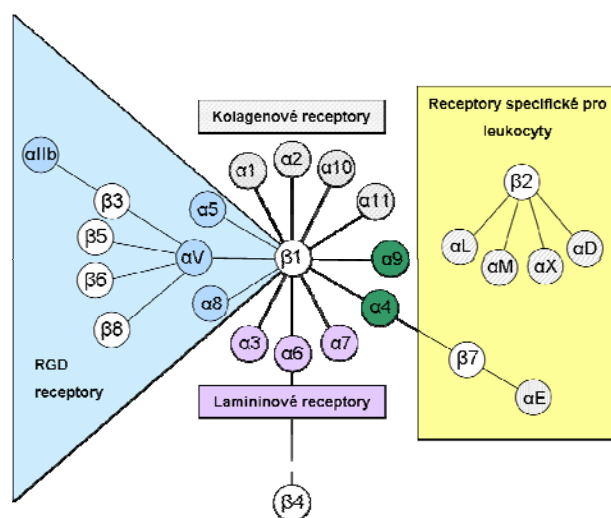 Kolagenové receptory
Receptory specifické pro
leukocyty
αIIb
β3
β5
β6
β8
αV
α5
α8
α1
α2
α10
α11
β1
α9
α4
α3
α6
α7
β2
αL
αM
αX
αD
β7
αE
RGD
receptory
Lamininové receptory
β4